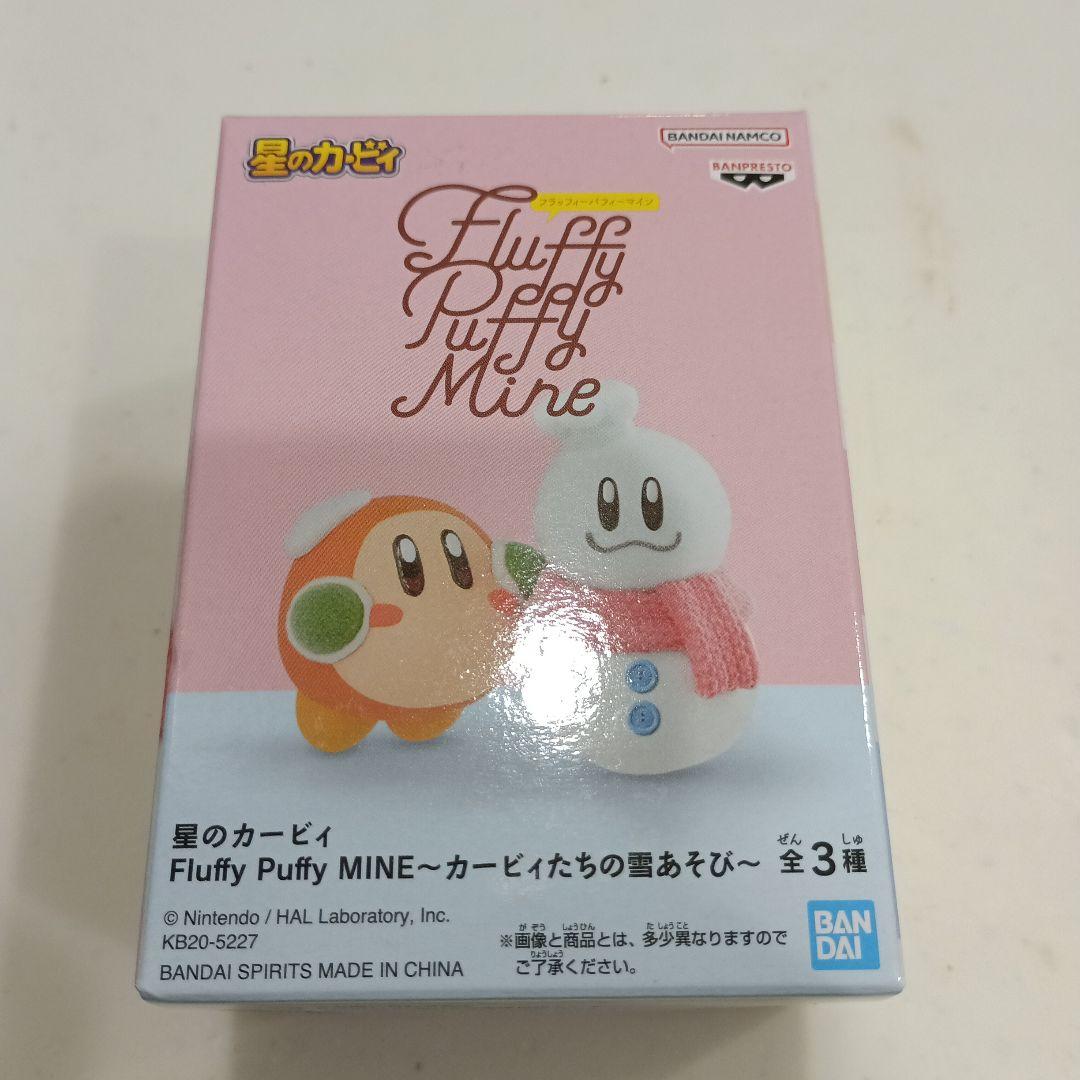 星のカービィ
BANDAI NAMCO
BANPRESTO
フラッフィーパフィーマイン
Fluffy
Puffy
Mine
星のカービィ
Fluffy Puffy MINE～カービィたちの雪あそび～
ぜん しゅ
全3種
© Nintendo / HAL Laboratory, Inc.
KB20-5227
BANDAI SPIRITS MADE IN CHINA
がぞう しょうひん たしょうこと
※画像と商品とは、多少異なりますので
りょうしょう
ご了承ください。
BAN
DAI